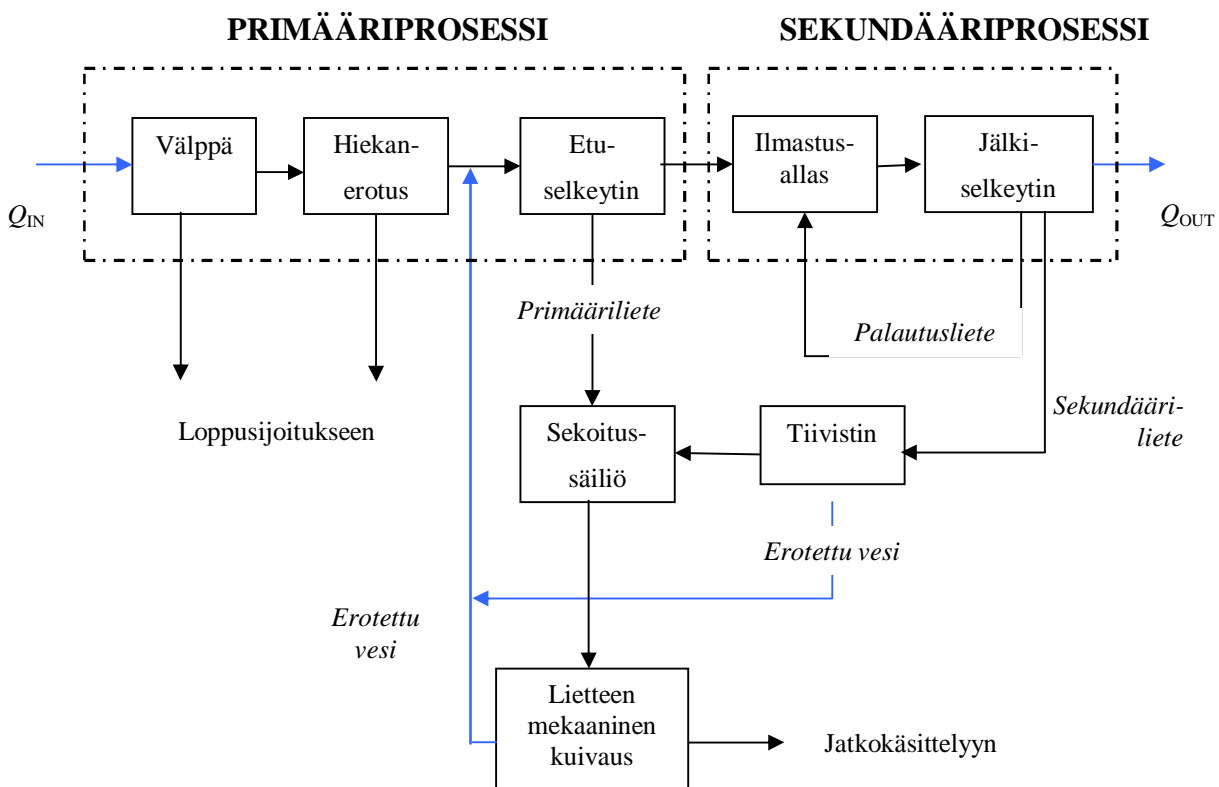 PRIMÄÄRIPROSESSI
SEKUNDÄÄRIPROSESSI
Välppä
Hiekan-
erotus
Etu-
selkeytin
Ilmastus-
allas
Jälki-
selkeytin
QIN
QOUT
Primääriliete
Palautusliete
Loppusijoitukseen
Sekoitus-
säiliö
Tiivistin
Sekundääri-
liete
Erotettu vesi
Erotettu
vesi
Lietteen
mekaaninen
kuivaus
Jatkokäsittelyyn